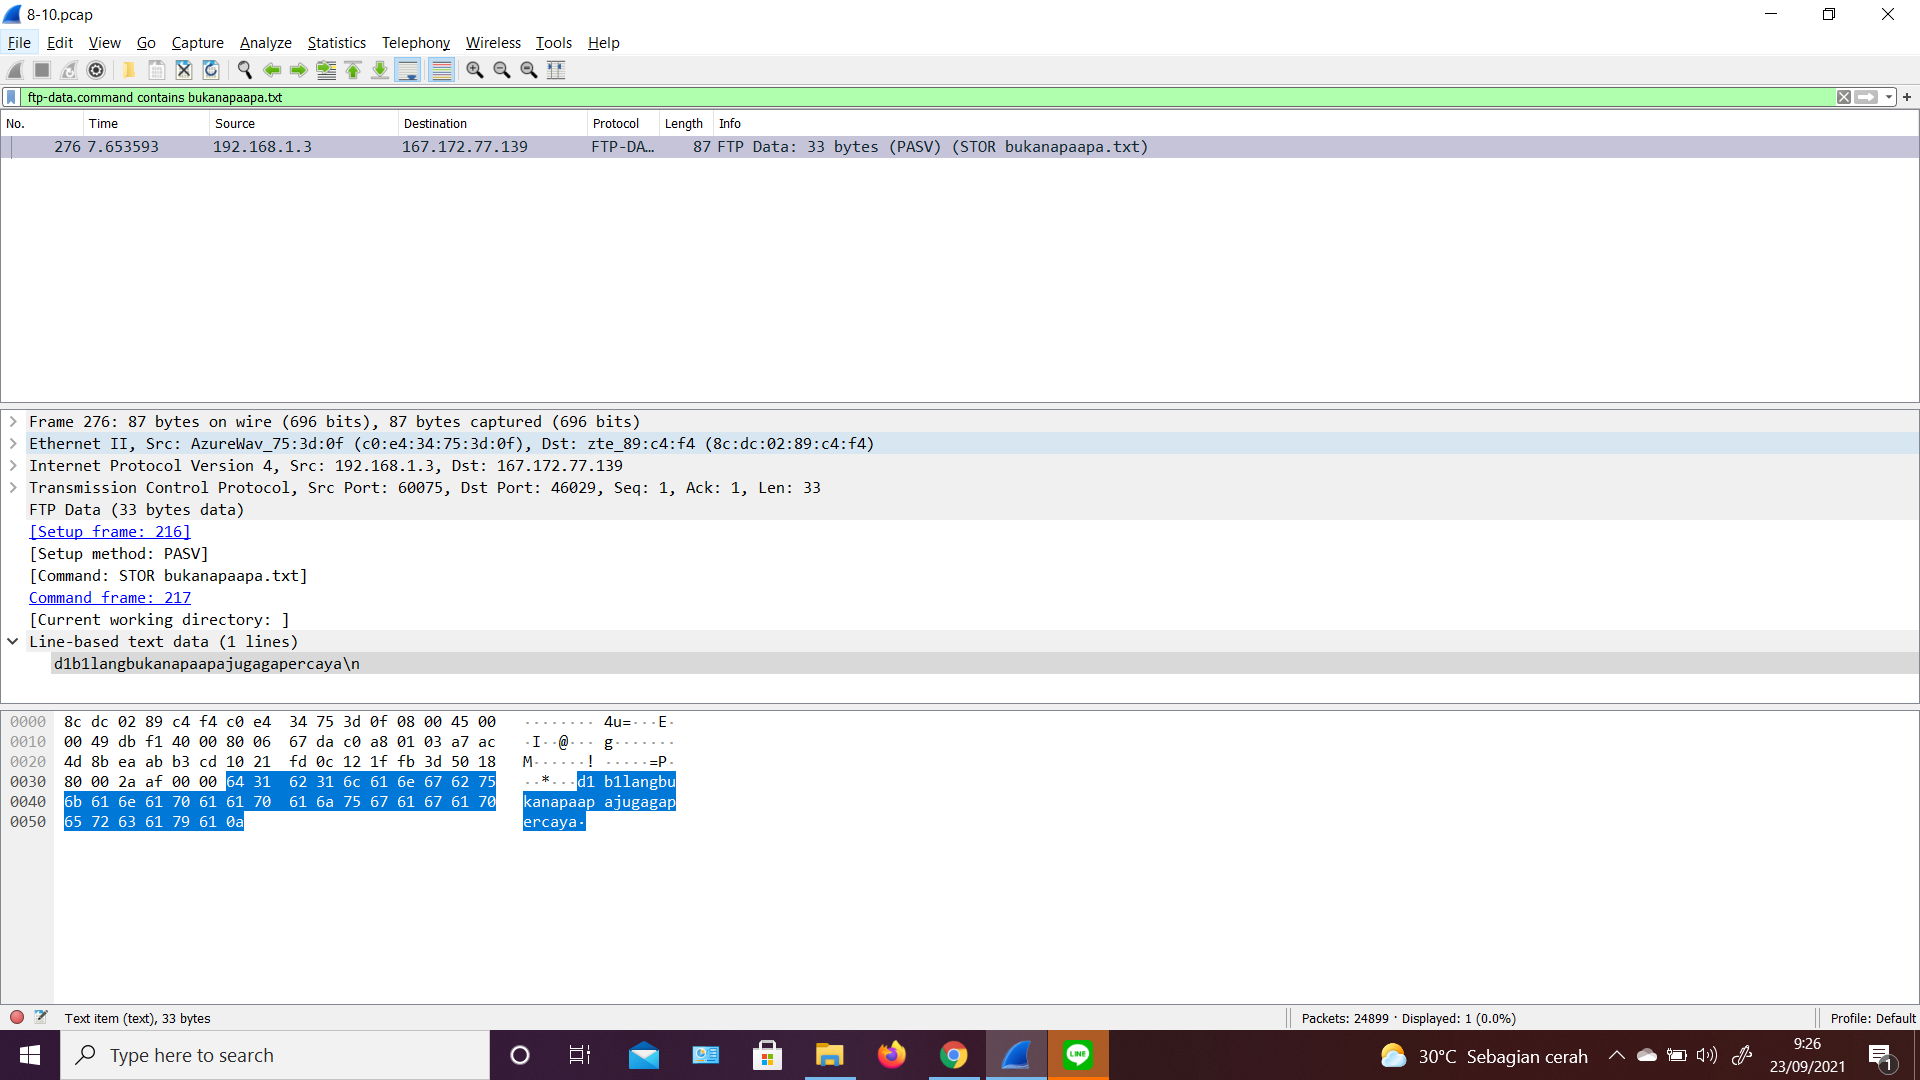 8-10.pcap
File Edit View Go Capture Analyze Statistics Telephony Wireless Tools Help
ftp-data.command contains bukanapaapa.txt
No. Time Source Destination Protocol Length Info
276 7.653593 192.168.1.3 167.172.77.139 FTP-DA… 87 FTP Data: 33 bytes (PASV) (STOR bukanapaapa.txt)
Frame 276: 87 bytes on wire (696 bits), 87 bytes captured (696 bits)
Ethernet II, Src: AzureWav_75:3d:0f (c0:e4:34:75:3d:0f), Dst: zte_89:c4:f4 (8c:dc:02:89:c4:f4)
Internet Protocol Version 4, Src: 192.168.1.3, Dst: 167.172.77.139
Transmission Control Protocol, Src Port: 60075, Dst Port: 46029, Seq: 1, Ack: 1, Len: 33
FTP Data (33 bytes data)
[Setup frame: 216]
[Setup method: PASV]
[Command: STOR bukanapaapa.txt]
Command frame: 217
[Current working directory: ]
Line-based text data (1 lines)
d1b1langbukanapaapajugagapercaya\n
0000 8c dc 02 89 c4 f4 c0 e4 34 75 3d 0f 08 00 45 00 ········ 4u=···E·
0010 00 49 db f1 40 00 80 06 67 da c0 a8 01 03 a7 ac ·I··@··· g·······
0020 4d 8b ea ab b3 cd 10 21 fd 0c 12 1f fb 3d 50 18 M······! ·····=P·
0030 80 00 2a af 00 00 64 31 62 31 6c 61 6e 67 62 75 ··*···d1 b1langbu
0040 6b 61 6e 61 70 61 61 70 61 6a 75 67 61 67 61 70 kanapaap ajugagap
0050 65 72 63 61 79 61 0a ercaya·
Text item (text), 33 bytes Packets: 24899 · Displayed: 1 (0.0%) Profile: Default
Type here to search LINE 30°C Sebagian cerah 9:26
23/09/2021 1